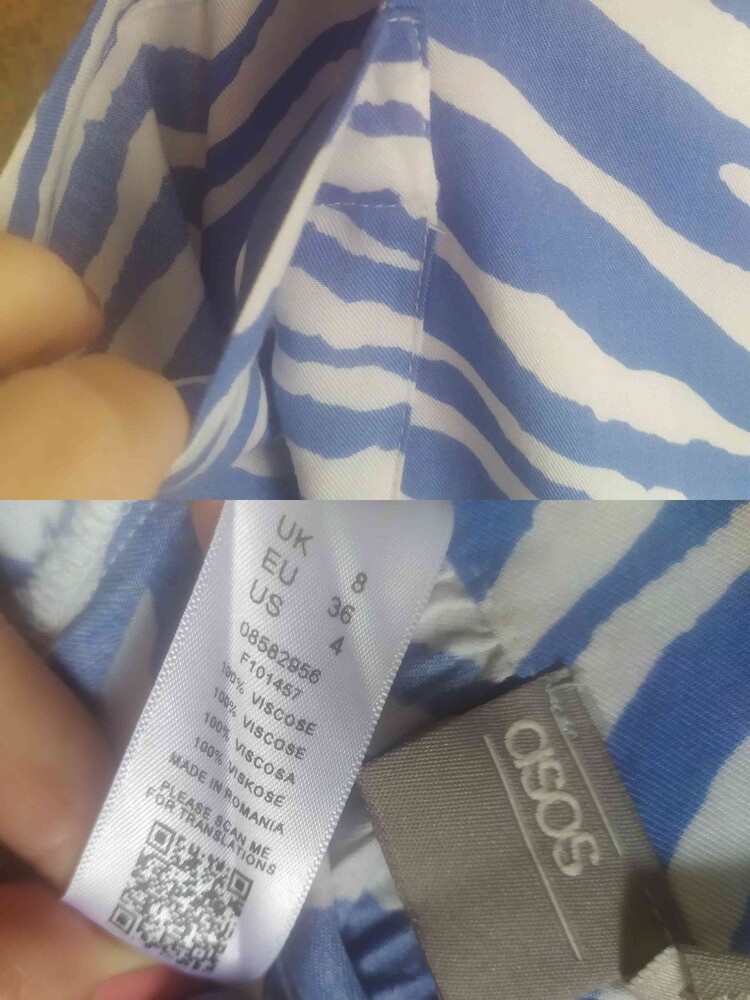 UK 8
EU 36
US 4
08582956
F101457
100% VISCOSE
100% VISCOSE
100% VISCOSA
100% VISKOSE
MADE IN ROMANIA
PLEASE SCAN ME
FOR TRANSLATIONS
asos